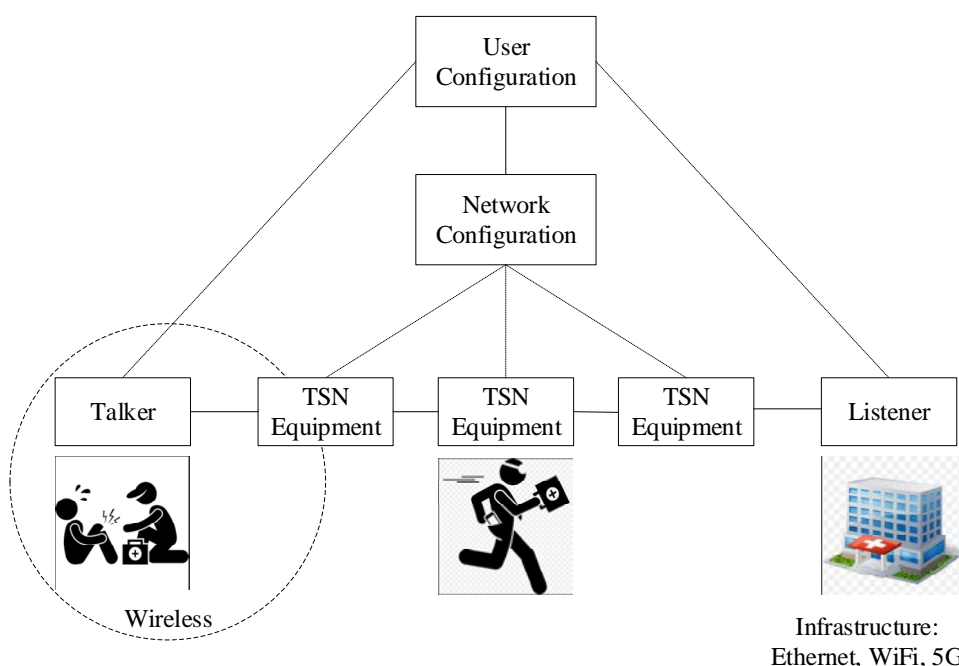 User
Configuration
Network
Configuration
Talker
TSN
Equipment
TSN
Equipment
TSN
Equipment
Listener
Wireless
Infrastructure:
Ethernet, WiFi, 5G